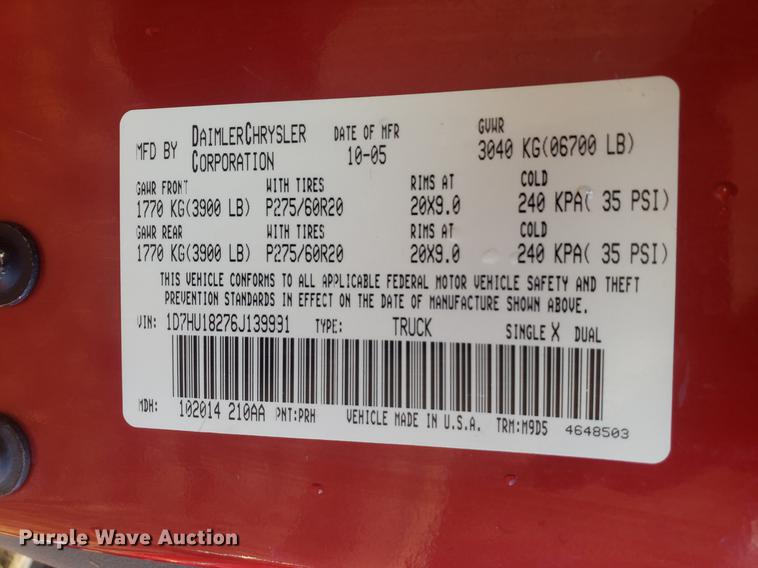 MFD BY DAIMLERCHRYSLER CORPORATION DATE OF MFR 10-05 GVWR 3040 KG(06700 LB)
GAWR FRONT WITH TIRES RIMS AT COLD
1770 KG(3900 LB) P275/60R20 20X9.0 240 KPA( 35 PSI)
GAWR REAR WITH TIRES RIMS AT COLD
1770 KG(3900 LB) P275/60R20 20X9.0 240 KPA( 35 PSI)
THIS VEHICLE CONFORMS TO ALL APPLICABLE FEDERAL MOTOR VEHICLE SAFETY AND THEFT
PREVENTION STANDARDS IN EFFECT ON THE DATE OF MANUFACTURE SHOWN ABOVE.
VIN: 1D7HU18276J139991 TYPE: TRUCK SINGLE X DUAL
MDH: 102014 210AA PNT:PRH VEHICLE MADE IN U.S.A. TRM:M9D5 4648503
Purple Wave Auction